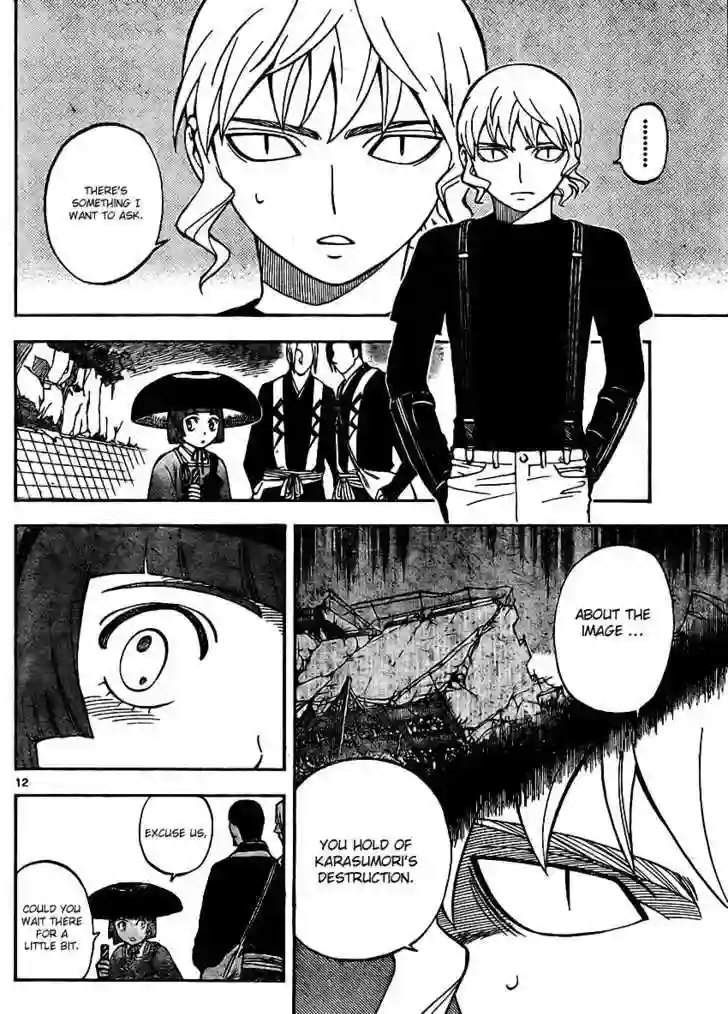 .........
THERE'S
SOMETHING I
WANT TO ASK.
ABOUT THE
IMAGE ...
YOU HOLD OF
KARASUMORI'S
DESTRUCTION.
12
EXCUSE US,
COULD YOU
WAIT THERE
FOR A
LITTLE BIT.